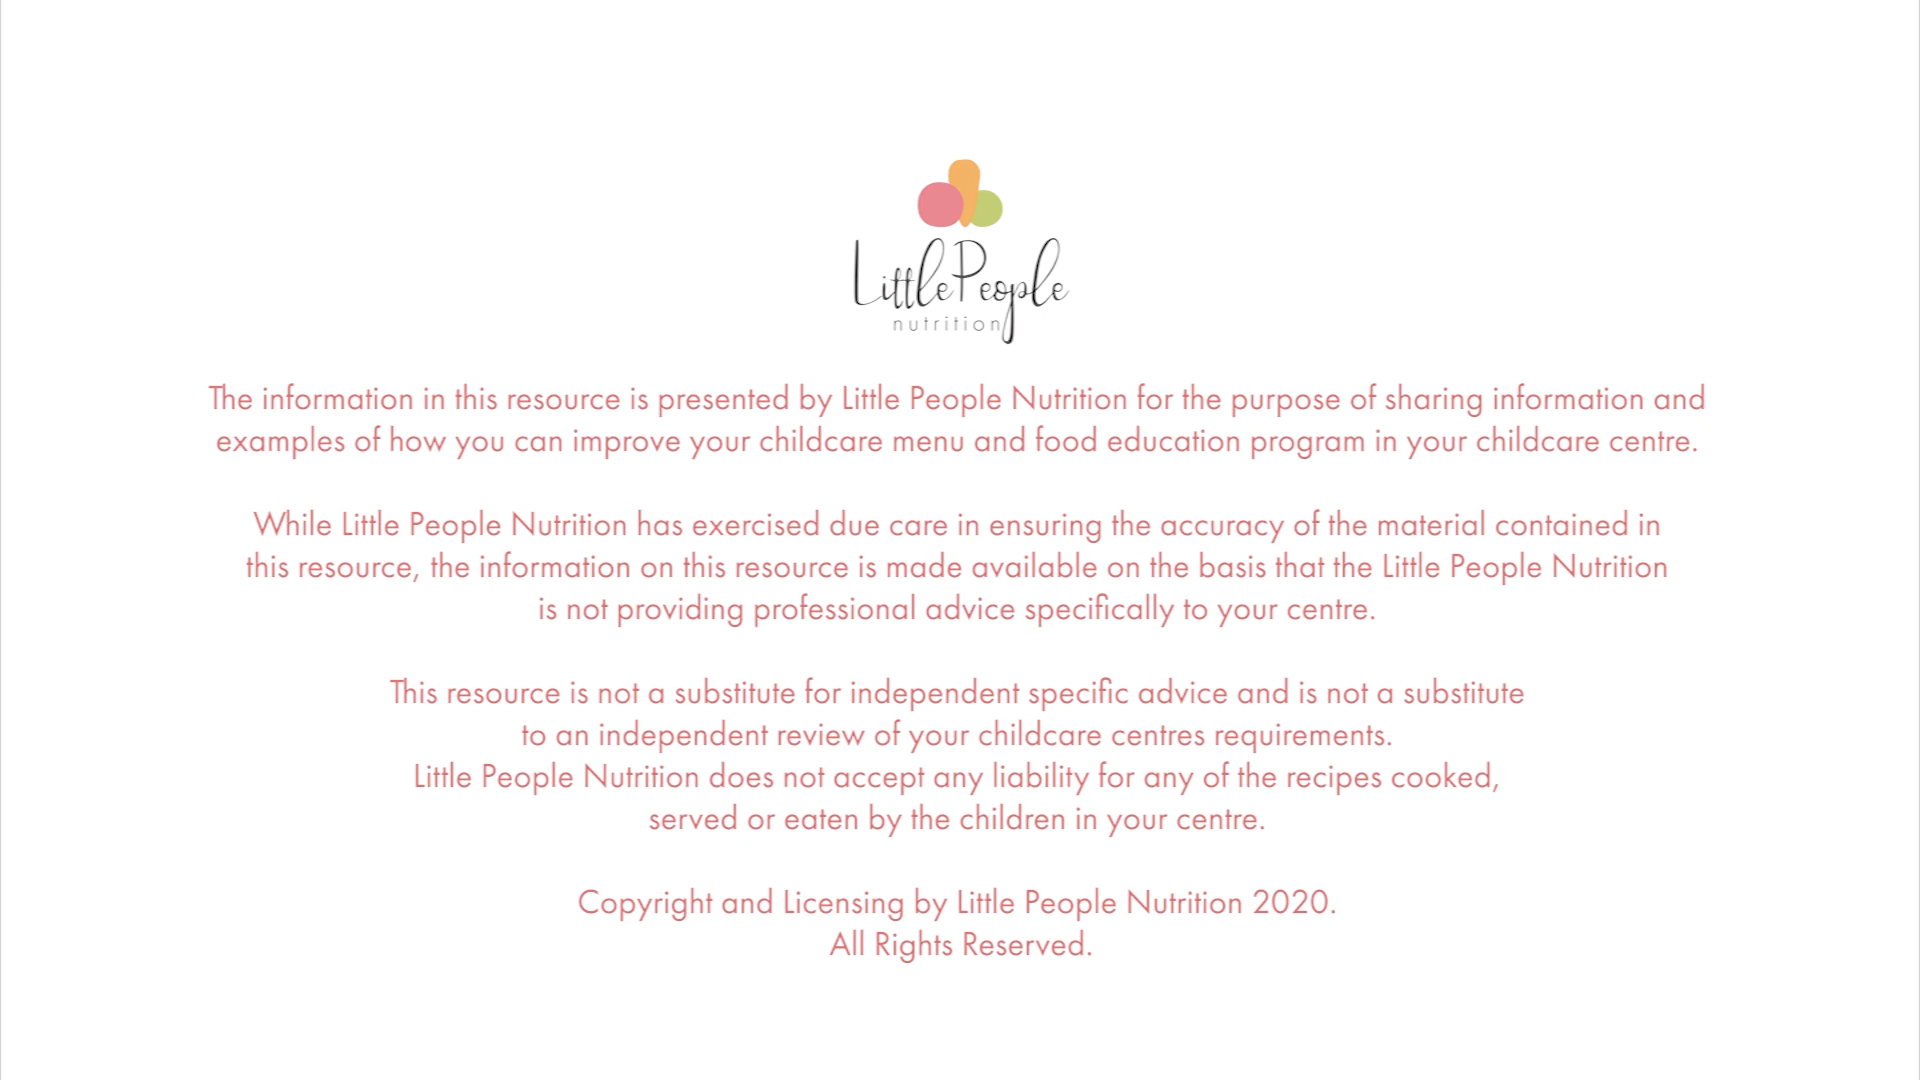 Little People
nutrition
The information in this resource is presented by Little People Nutrition for the purpose of sharing information and
examples of how you can improve your childcare menu and food education program in your childcare centre.
While Little People Nutrition has exercised due care in ensuring the accuracy of the material contained in
this resource, the information on this resource is made available on the basis that the Little People Nutrition
is not providing professional advice specifically to your centre.
This resource is not a substitute for independent specific advice and is not a substitute
to an independent review of your childcare centres requirements.
Little People Nutrition does not accept any liability for any of the recipes cooked,
served or eaten by the children in your centre.
Copyright and Licensing by Little People Nutrition 2020.
All Rights Reserved.